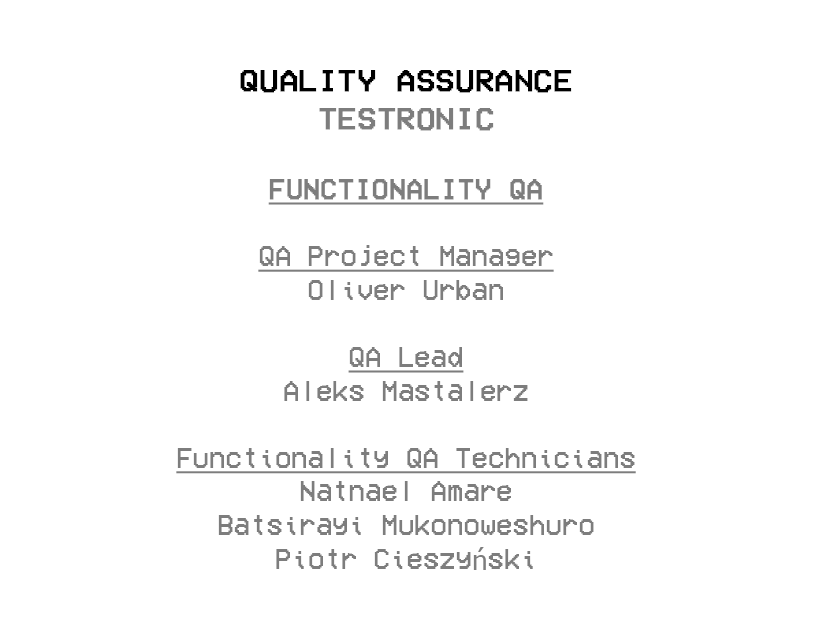 QUALITY ASSURANCE
TESTRONIC
FUNCTIONALITY QA
QA Project Manager
Oliver Urban
QA Lead
Aleks Mastalerz
Functionality QA Technicians
Natnael Amare
Batsirayi Mukonoweshuro
Piotr Cieszyński